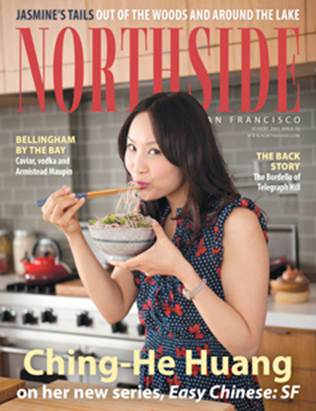 JASMINE'S TAILS OUT OF THE WOODS AND AROUND THE LAKE
NORTHSIDE
AN FRANCISCO
BELLINGHAM
BY THE BAY
Caviar, vodka and
Armistead Maupin
THE BACK
STORY
The Bordello of
Telegraph Hill
Ching-He Huang
on her new series, Easy Chinese: SF